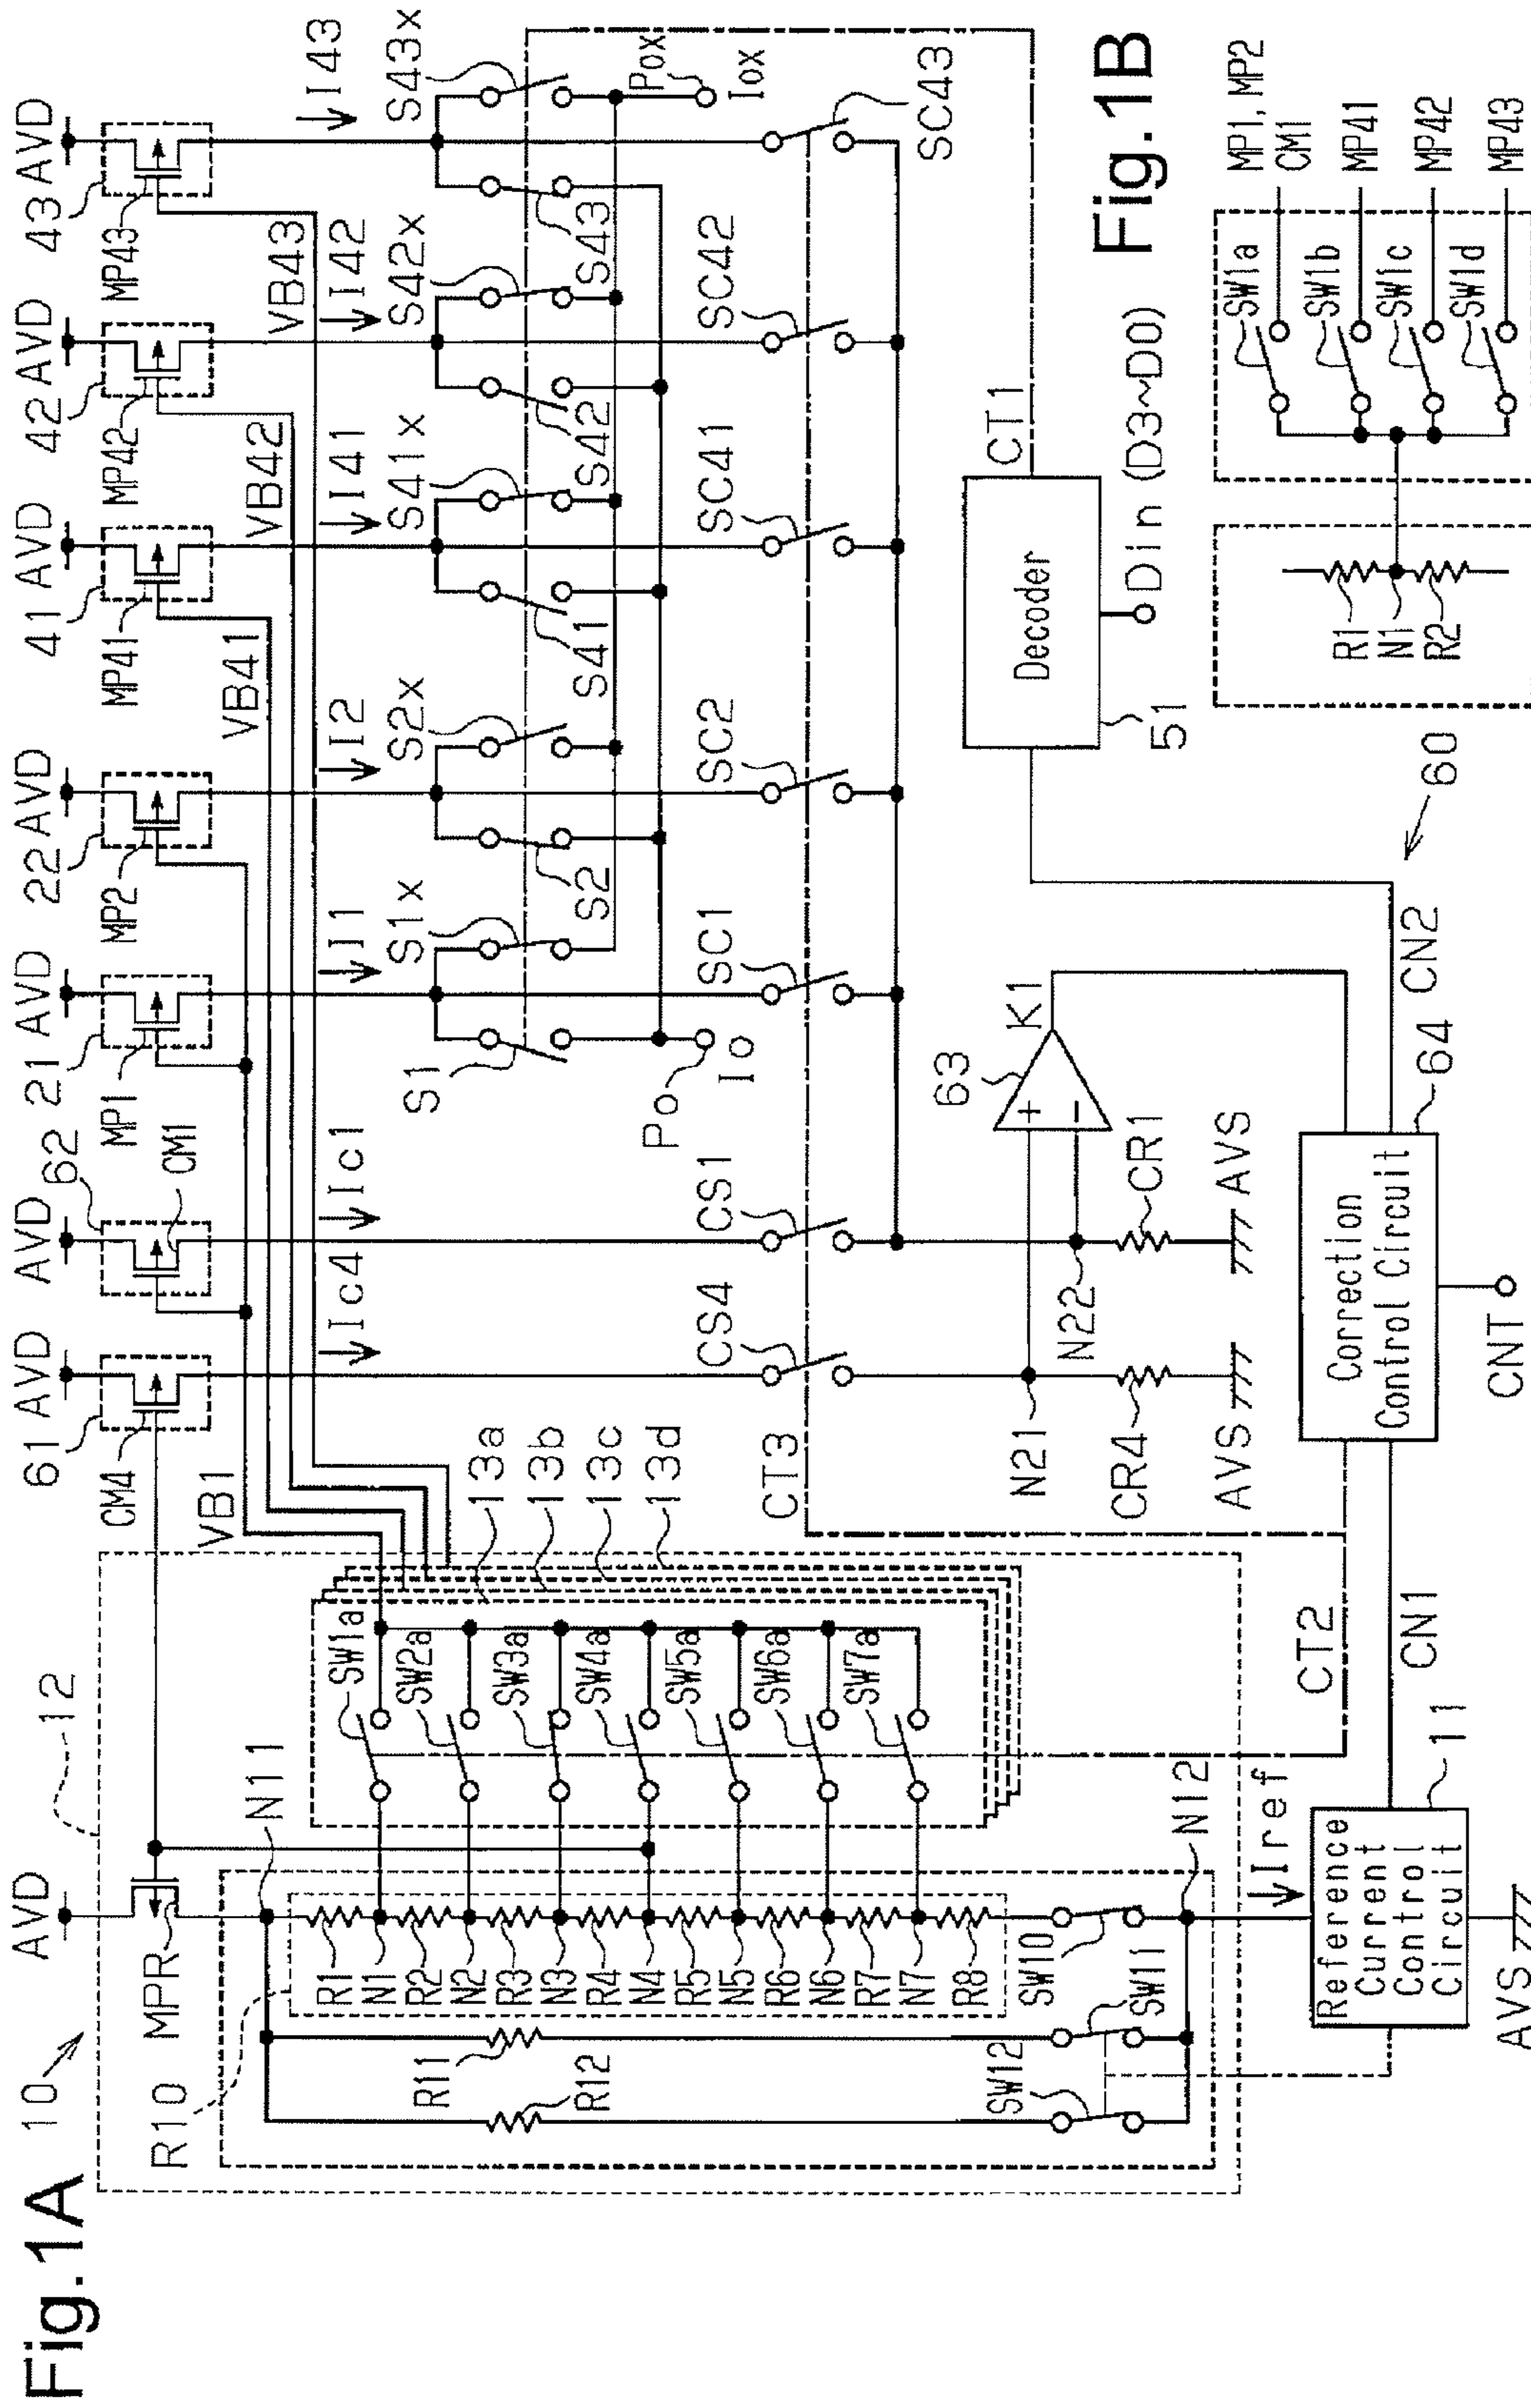 Fig.1A
10
12
AVD
MPR
R10
N11
R1
N1
R2
N2
R3
N3
R4
N4
R5
N5
R6
N6
R7
N7
R8
R11
R12
SW10
SW11
SW12
N12
Iref
Reference
Current
Control
Circuit
11
AVS
SW1a
SW2a
SW3a
SW4a
SW5a
SW6a
SW7a
13a
13b
13c
13d
VB1
VB41
VB42
VB43
61
AVD
CM4
62
AVD
CM1
21
AVD
MP1
22
AVD
MP2
41
AVD
MP41
42
AVD
MP42
43
AVD
MP43
Ic4
Ic1
I1
I2
I41
I42
I43
S1
S1x
S2
S2x
S41
S41x
S42
S42x
S43
S43x
Po
Io
Pox
Iox
CS4
CS1
SC1
SC2
SC41
SC42
SC43
CT3
N21
N22
CR4
CR1
AVS
AVS
63
+
-
K1
CT2
CN1
Correction
Control Circuit
64
CNT
CN2
60
Decoder
51
CT1
Din (D3~D0)
Fig.1B
R1
N1
R2
SW1a
SW1b
SW1c
SW1d
MP1, MP2
CM1
MP41
MP42
MP43